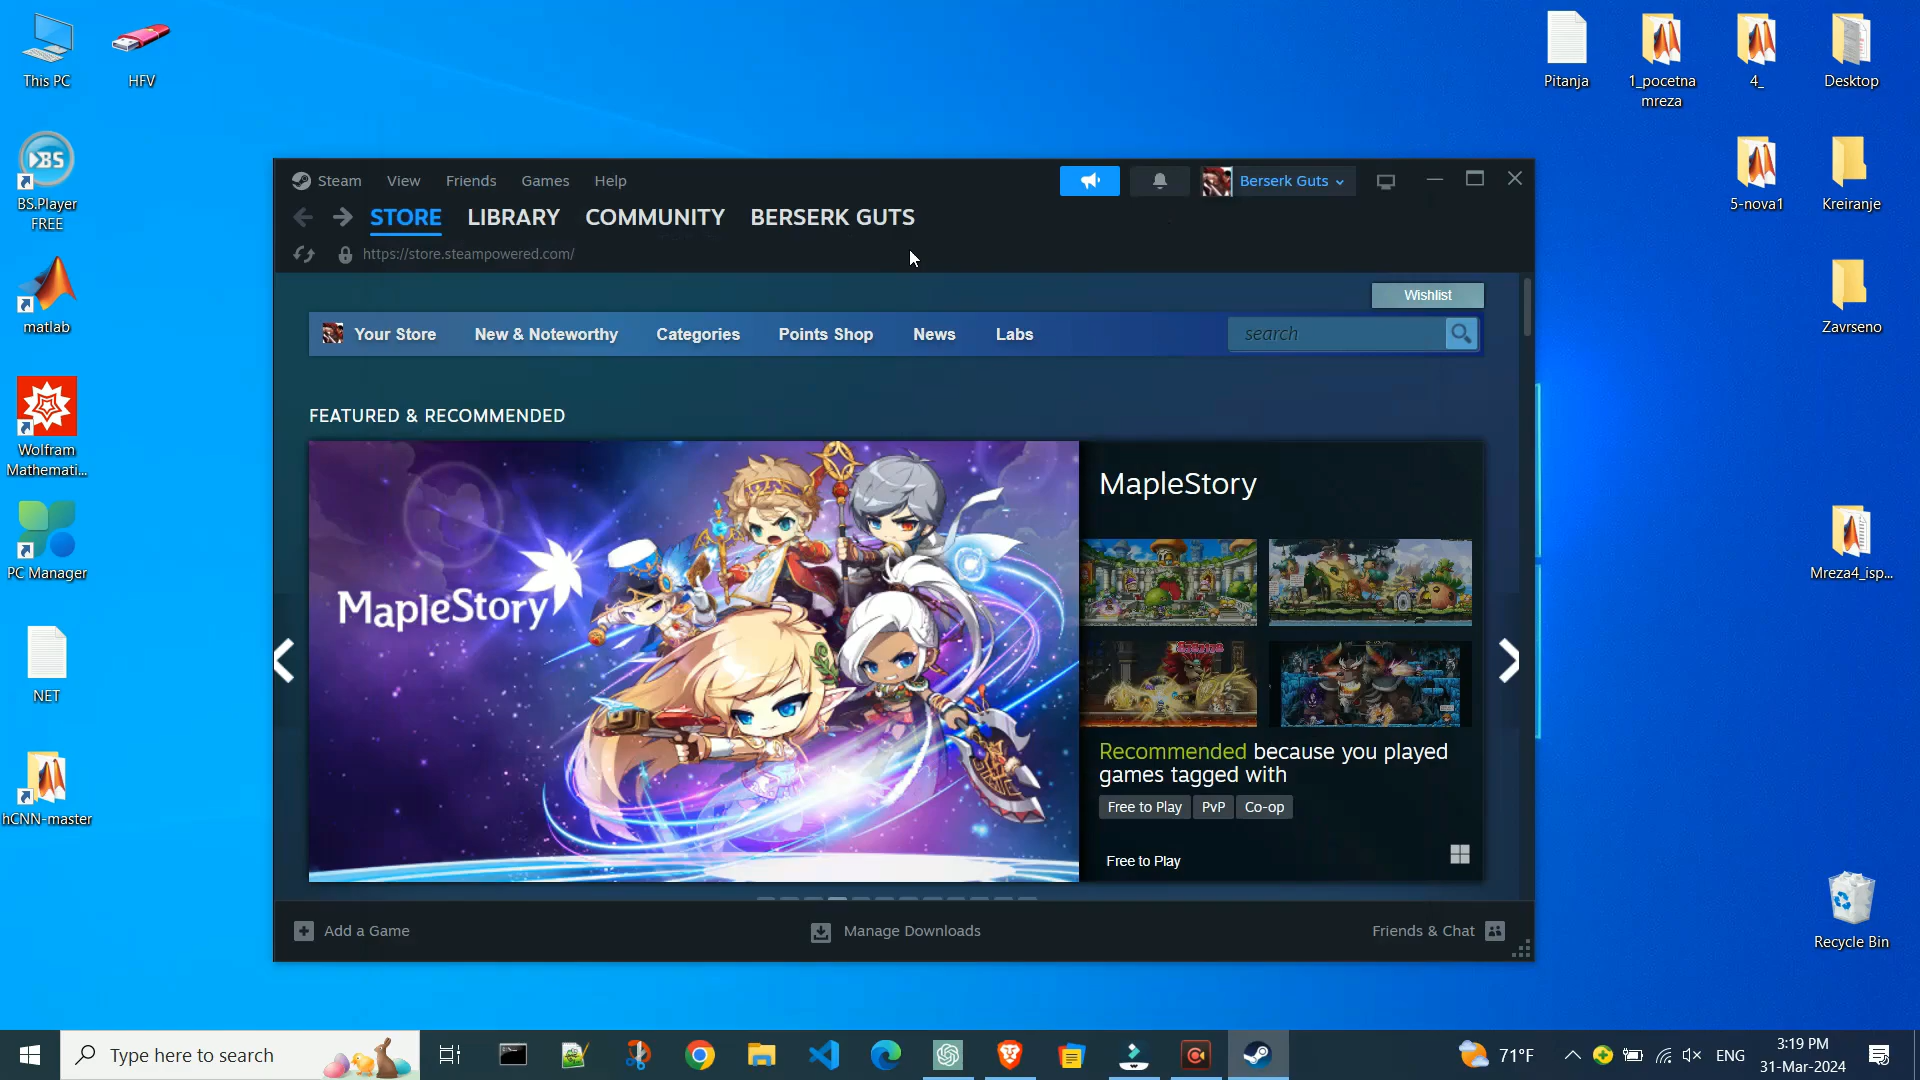 This PC
HFV
BS.Player
FREE
matlab
Wolfram
Mathemati...
PC Manager
NET
hCNN-master
Pitanja
1_pocetna
mreza
4_
Desktop
5-nova1
Kreiranje
Zavrseno
Mreza4_isp...
Recycle Bin
Steam View Friends Games Help
Berserk Guts
STORE LIBRARY COMMUNITY BERSERK GUTS
https://store.steampowered.com/
Wishlist
Your Store New & Noteworthy Categories Points Shop News Labs
search
FEATURED & RECOMMENDED
MapleStory
MapleStory
Recommended because you played
games tagged with
Free to Play PvP Co-op
Free to Play
Add a Game
Manage Downloads
Friends & Chat
Type here to search
71°F
ENG
3:19 PM
31-Mar-2024